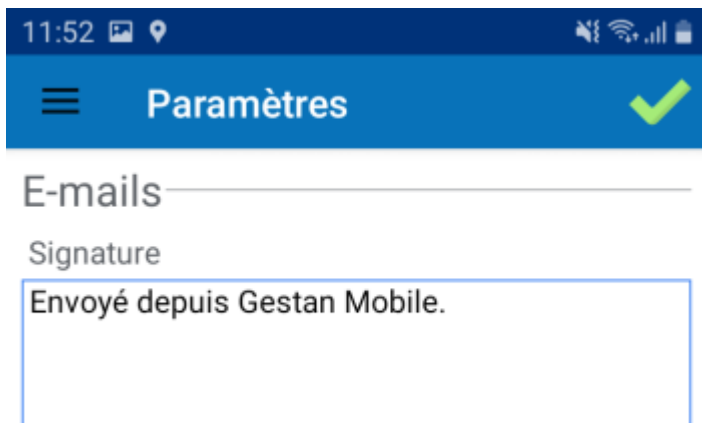 11:52
Paramètres
E-mails
Signature
Envoyé depuis Gestan Mobile.